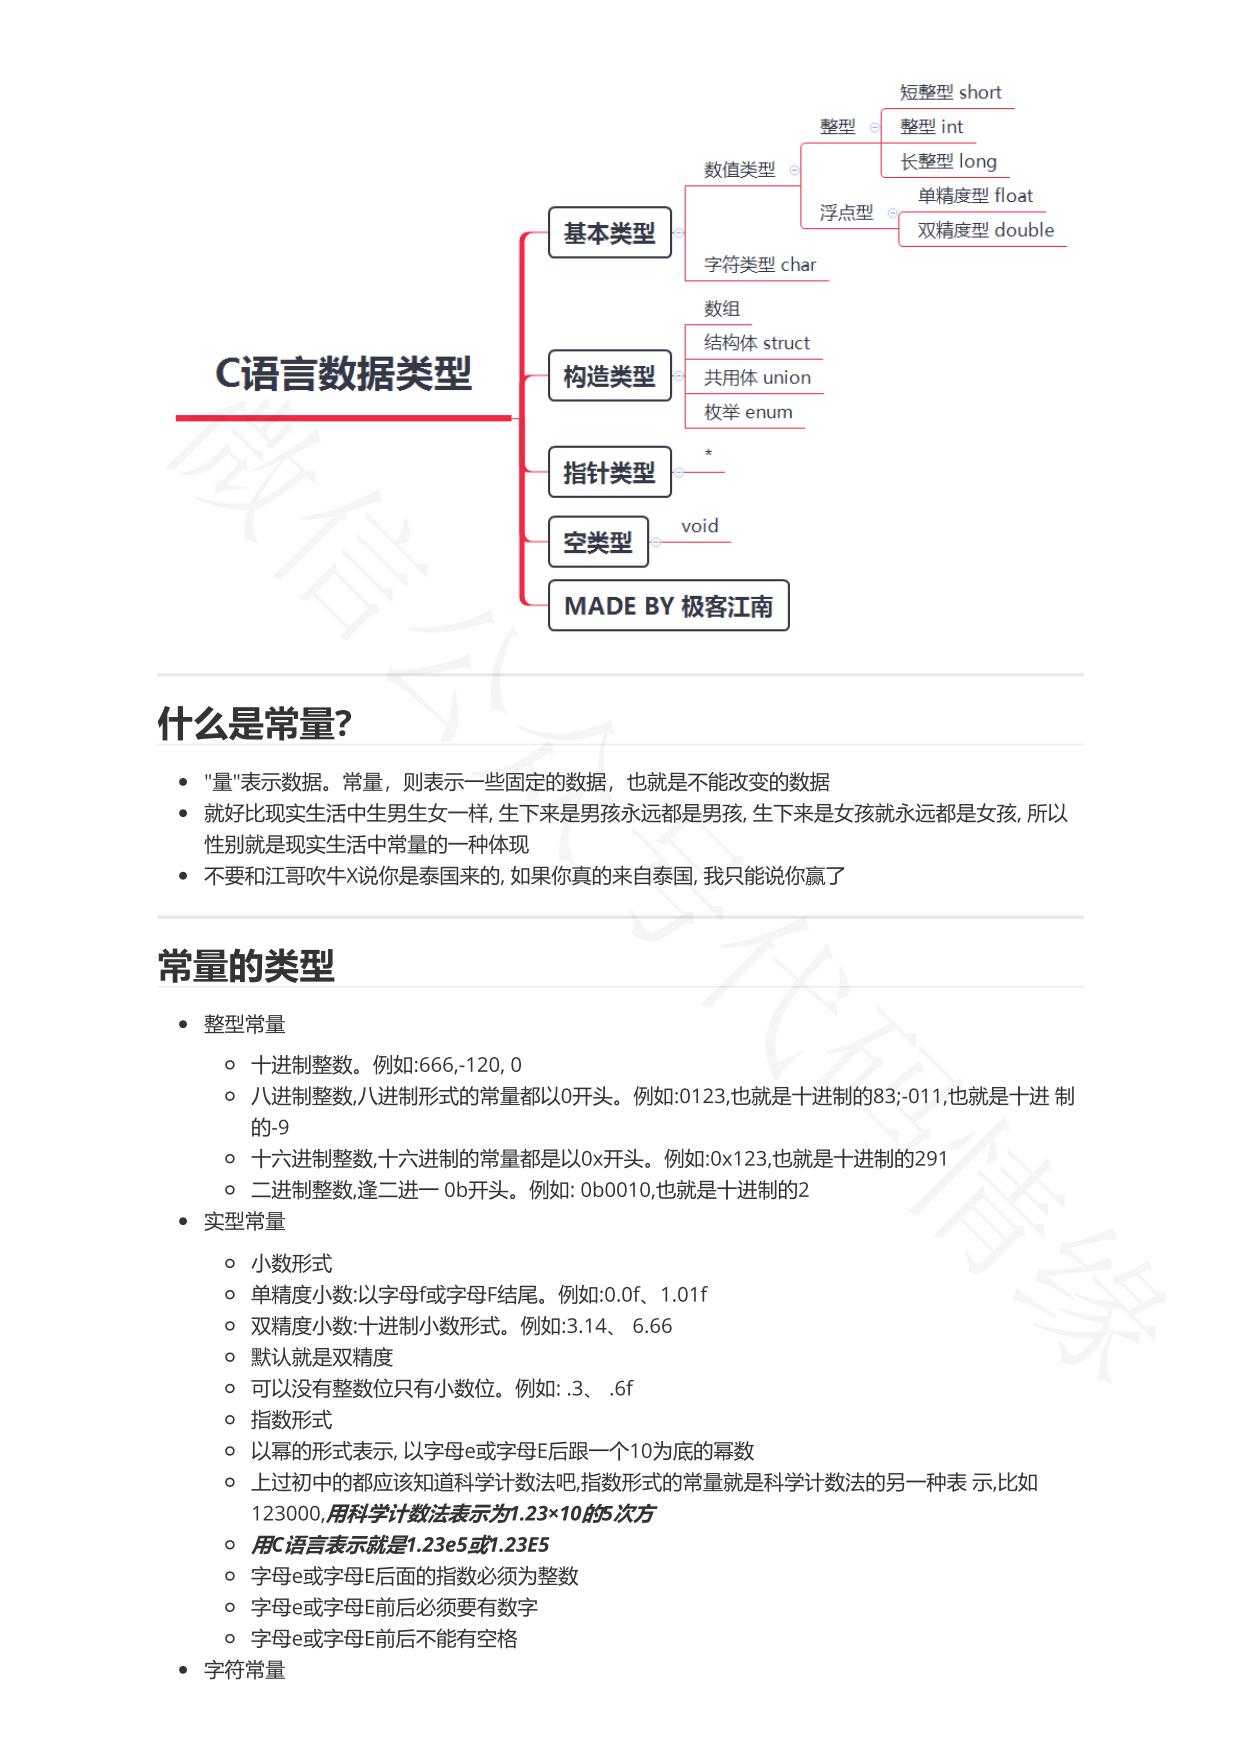 C语言数据类型
基本类型
数值类型
整型
短整型 short
整型 int
长整型 long
浮点型
单精度型 float
双精度型 double
字符类型 char
构造类型
数组
结构体 struct
共用体 union
枚举 enum
指针类型
*
空类型
void
MADE BY 极客江南
什么是常量?
"量"表示数据。常量，则表示一些固定的数据，也就是不能改变的数据
就好比现实生活中生男生女一样, 生下来是男孩永远都是男孩, 生下来是女孩就永远都是女孩, 所以
性别就是现实生活中常量的一种体现
不要和江哥吹牛X说你是泰国来的, 如果你真的来自泰国, 我只能说你赢了
常量的类型
整型常量
十进制整数。例如:666,-120, 0
八进制整数,八进制形式的常量都以0开头。例如:0123,也就是十进制的83;-011,也就是十进 制
的-9
十六进制整数,十六进制的常量都是以0x开头。例如:0x123,也就是十进制的291
二进制整数,逢二进一 0b开头。例如: 0b0010,也就是十进制的2
实型常量
小数形式
单精度小数:以字母f或字母F结尾。例如:0.0f、1.01f
双精度小数:十进制小数形式。例如:3.14、 6.66
默认就是双精度
可以没有整数位只有小数位。例如: .3、 .6f
指数形式
以幂的形式表示, 以字母e或字母E后跟一个10为底的幂数
上过初中的都应该知道科学计数法吧,指数形式的常量就是科学计数法的另一种表 示,比如
123000,用科学计数法表示为1.23×10的5次方
用C语言表示就是1.23e5或1.23E5
字母e或字母E后面的指数必须为整数
字母e或字母E前后必须要有数字
字母e或字母E前后不能有空格
字符常量
微信公众号代码情缘